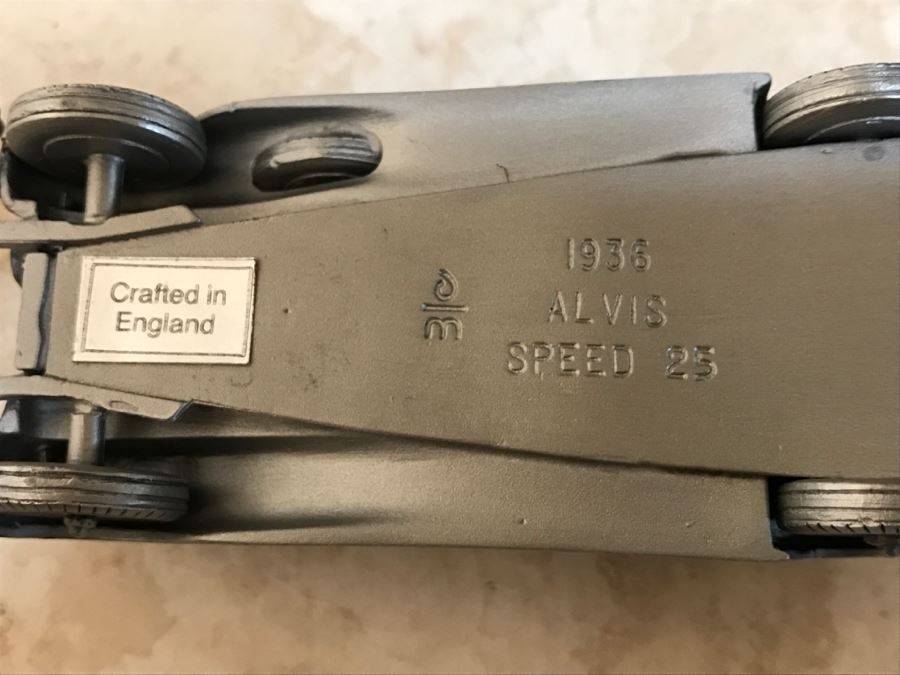 Crafted in
England
1936
ALVIS
SPEED 25